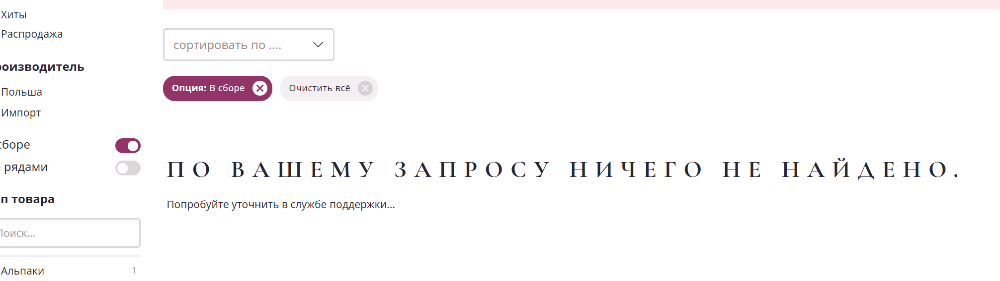 Хиты
Распродажа
роизводитель
Польша
Импорт
сборе
рядами
п товара
Поиск...
Альпаки 1
сортировать по ....
Опция: В сборе
Очистить всё
ПО ВАШЕМУ ЗАПРОСУ НИЧЕГО НЕ НАЙДЕНО.
Попробуйте уточнить в службе поддержки...